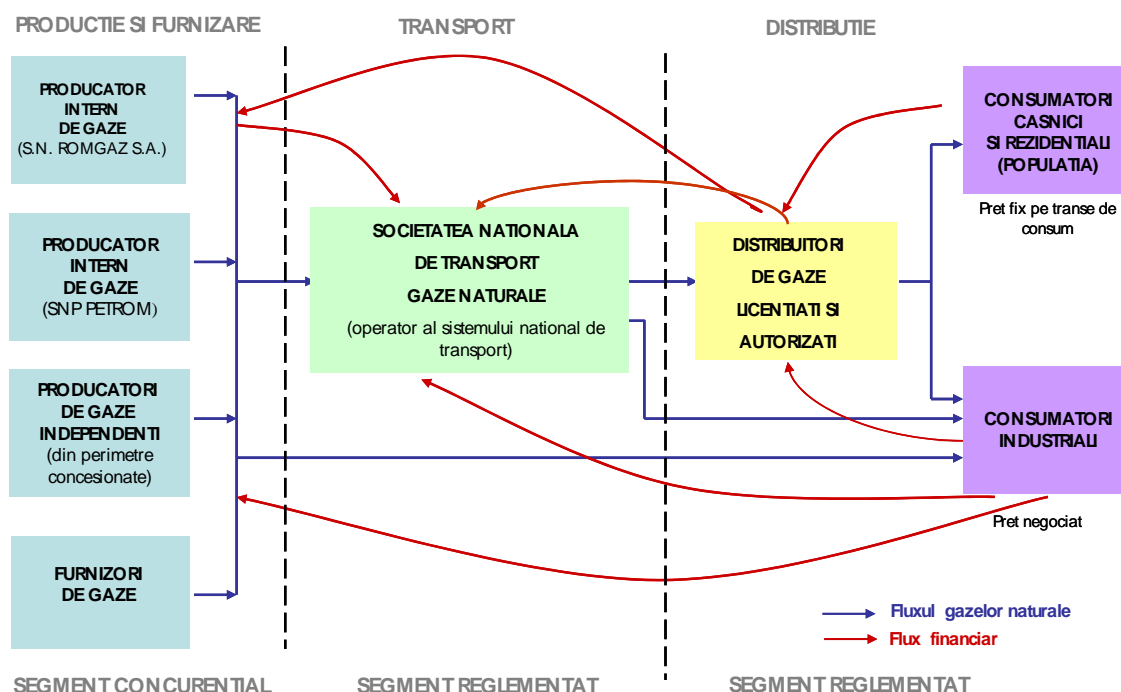 PRODUCTIE SI FURNIZARE
TRANSPORT
DISTRIBUTIE
PRODUCATOR
INTERN
DE GAZE
(S.N. ROMGAZ S.A.)
PRODUCATOR
INTERN
DE GAZE
(SNP PETROM)
PRODUCATORI
DE GAZE
INDEPENDENTI
(din perimetre
concesionate)
FURNIZORI
DE GAZE
SOCIETATEA NATIONALA
DE TRANSPORT
GAZE NATURALE
(operator al sistemului national de
transport)
DISTRIBUITORI
DE GAZE
LICENTIATI SI
AUTORIZATI
CONSUMATORI
CASNICI
SI REZIDENTIALI
(POPULATIA)
Pret fix pe transe de
consum
CONSUMATORI
INDUSTRIALI
Pret negociat
Fluxul gazelor naturale
Flux financiar
SEGMENT CONCURENTIAL
SEGMENT REGLEMENTAT
SEGMENT REGLEMENTAT